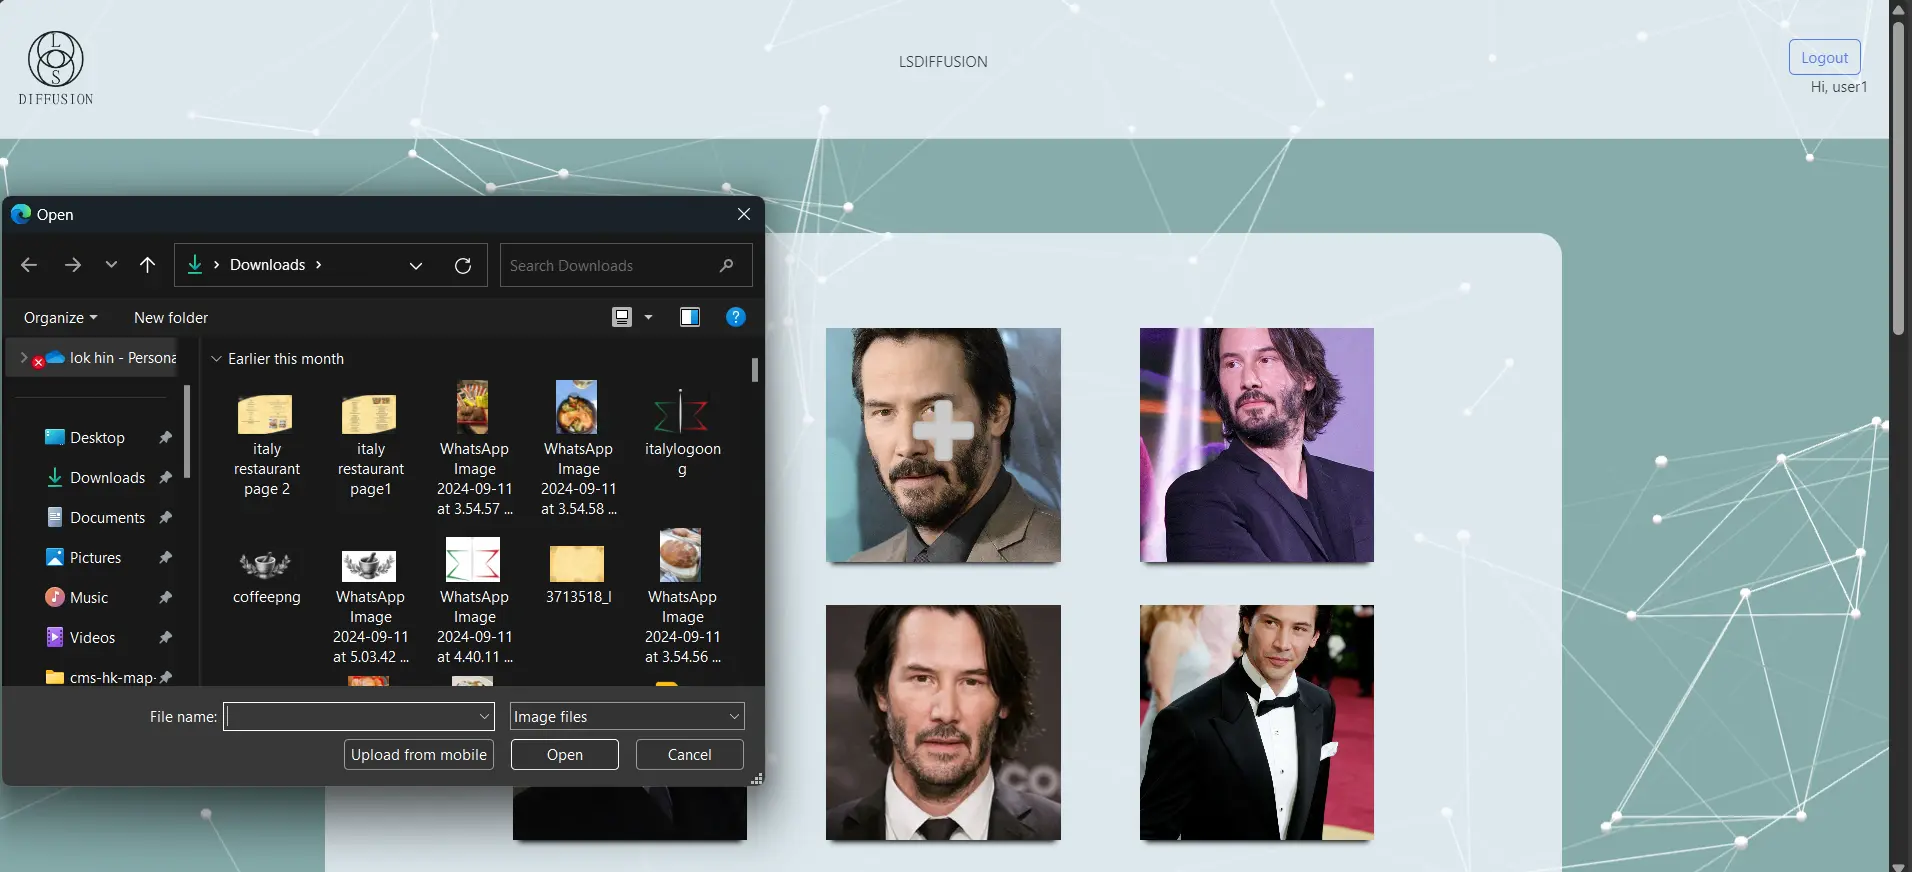 L
S
DIFFUSION
LSDIFFUSION
Logout
Hi, user1
Open
Downloads
Search Downloads
Organize
New folder
?
lok hin - Persona
Desktop
Downloads
Documents
Pictures
Music
Videos
cms-hk-map-
Earlier this month
italy
restaurant
page 2
italy
restaurant
page1
WhatsApp
Image
2024-09-11
at 3.54.57 ...
WhatsApp
Image
2024-09-11
at 3.54.58 ...
italylogoon
g
coffeepng
WhatsApp
Image
2024-09-11
at 5.03.42 ...
WhatsApp
Image
2024-09-11
at 4.40.11 ...
3713518_l
WhatsApp
Image
2024-09-11
at 3.54.56 ...
File name:
Image files
Upload from mobile
Open
Cancel
CO